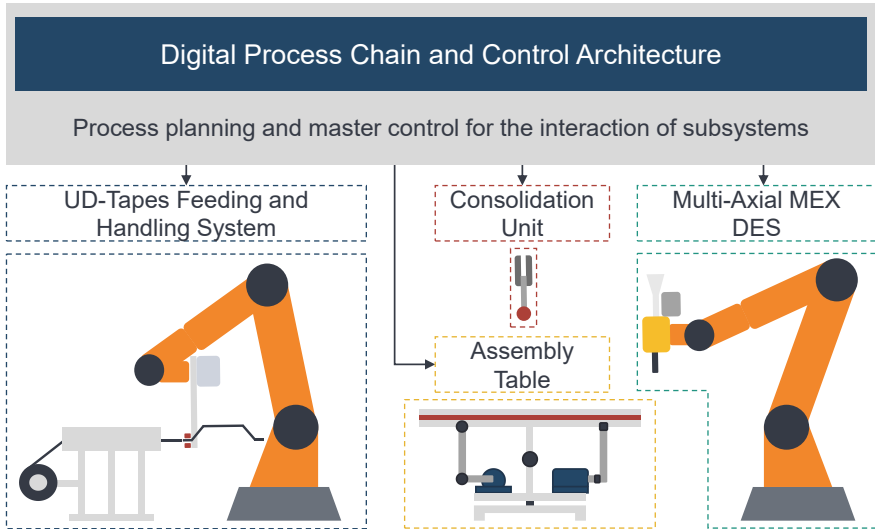 Digital Process Chain and Control Architecture
Process planning and master control for the interaction of subsystems
UD-Tapes Feeding and
Handling System
Consolidation
Unit
Multi-Axial MEX
DES
Assembly
Table